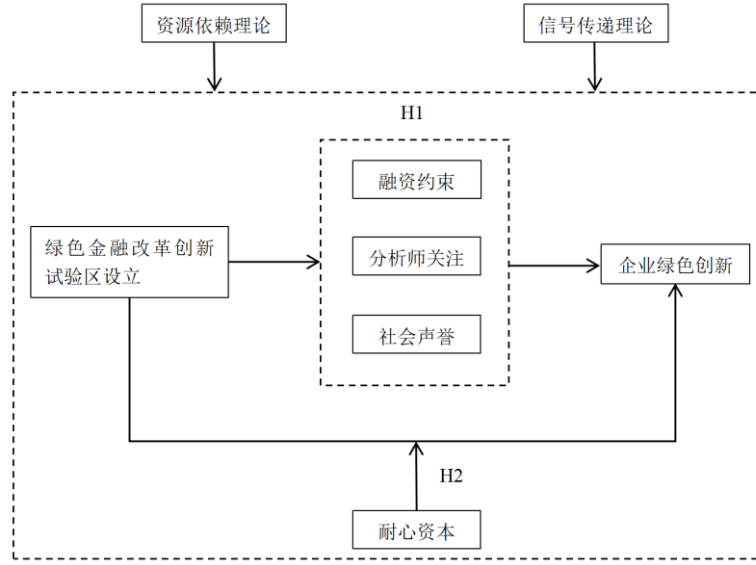 资源依赖理论
信号传递理论
H1
融资约束
绿色金融改革创新
试验区设立
分析师关注
企业绿色创新
社会声誉
H2
耐心资本